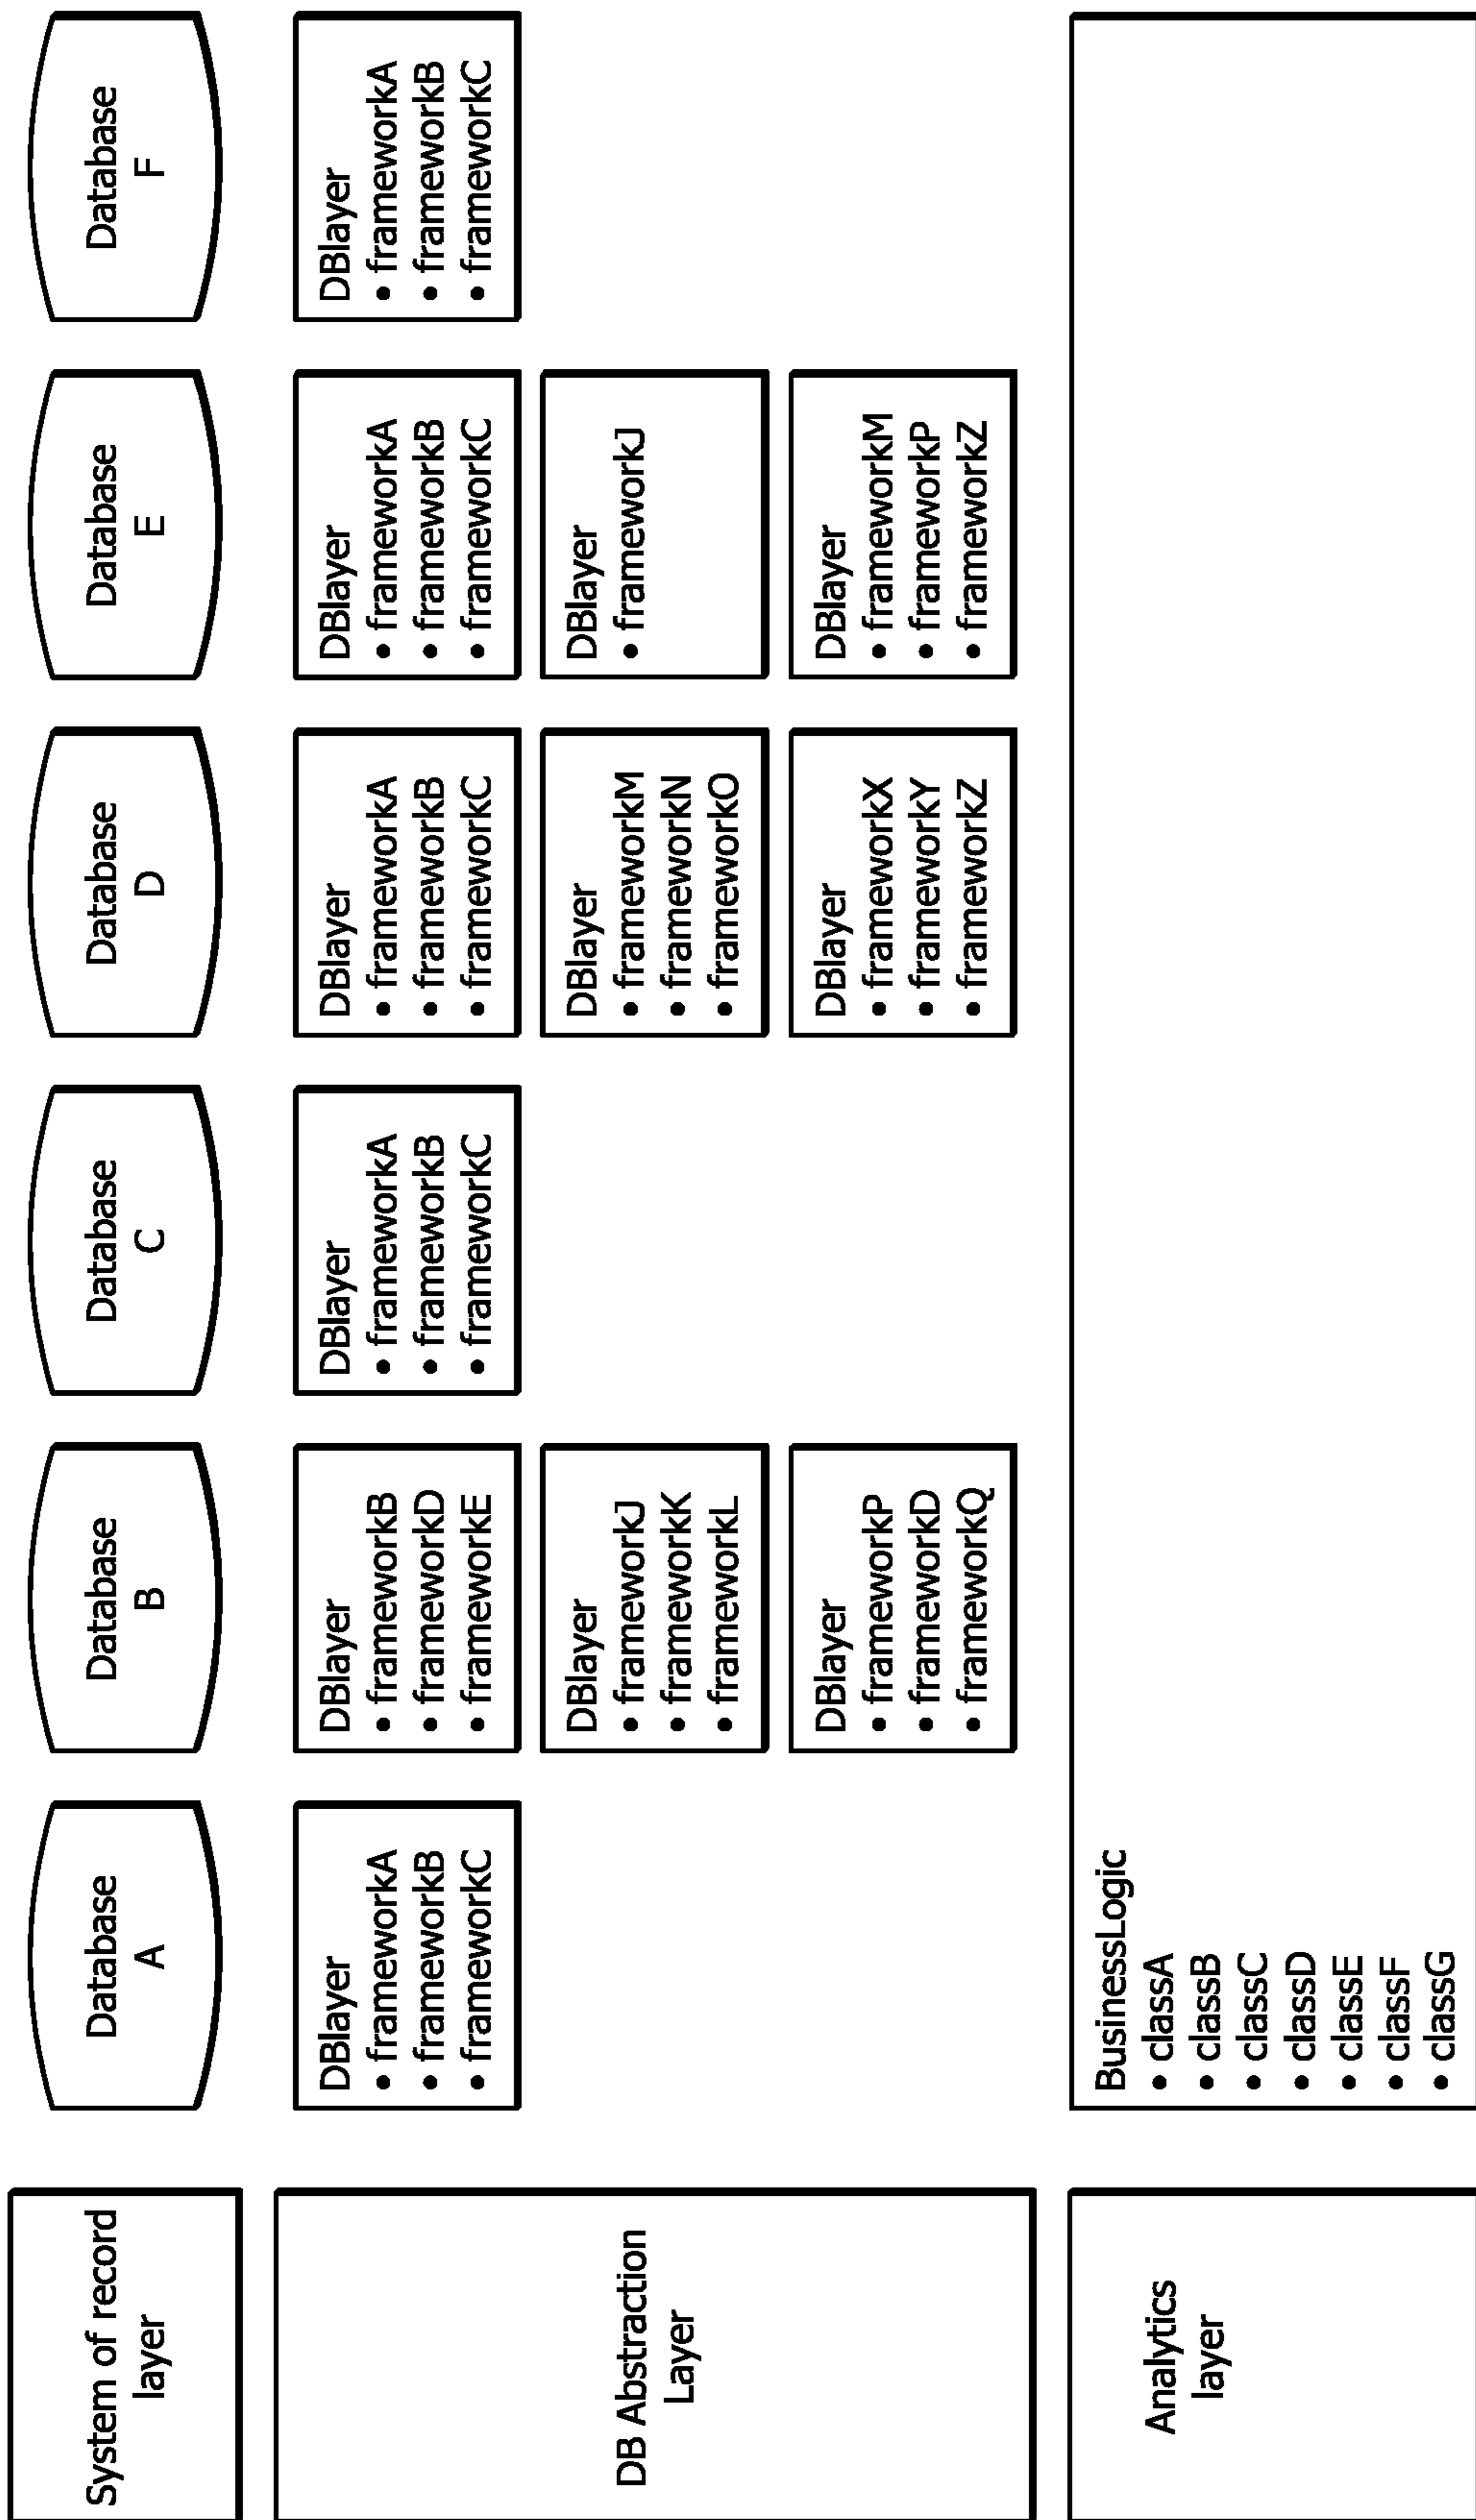 System of record
layer
Database
A
Database
B
Database
C
Database
D
Database
E
Database
F
DB Abstraction
Layer
DBlayer
• frameworkA
• frameworkB
• frameworkC
DBlayer
• frameworkB
• frameworkD
• frameworkE
DBlayer
• frameworkJ
• frameworkK
• frameworkL
DBlayer
• frameworkP
• frameworkD
• frameworkQ
DBlayer
• frameworkA
• frameworkB
• frameworkC
DBlayer
• frameworkA
• frameworkB
• frameworkC
DBlayer
• frameworkM
• frameworkN
• frameworkO
DBlayer
• frameworkX
• frameworkY
• frameworkZ
DBlayer
• frameworkA
• frameworkB
• frameworkC
DBlayer
• frameworkJ
DBlayer
• frameworkM
• frameworkP
• frameworkZ
DBlayer
• frameworkA
• frameworkB
• frameworkC
Analytics
layer
BusinessLogic
• classA
• classB
• classC
• classD
• classE
• classF
• classG